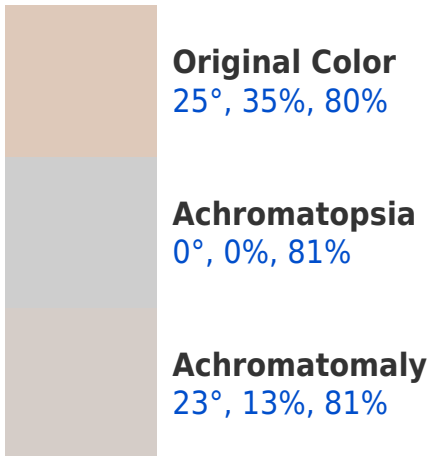 Original Color
25°, 35%, 80%
Achromatopsia
0°, 0%, 81%
Achromatomaly
23°, 13%, 81%